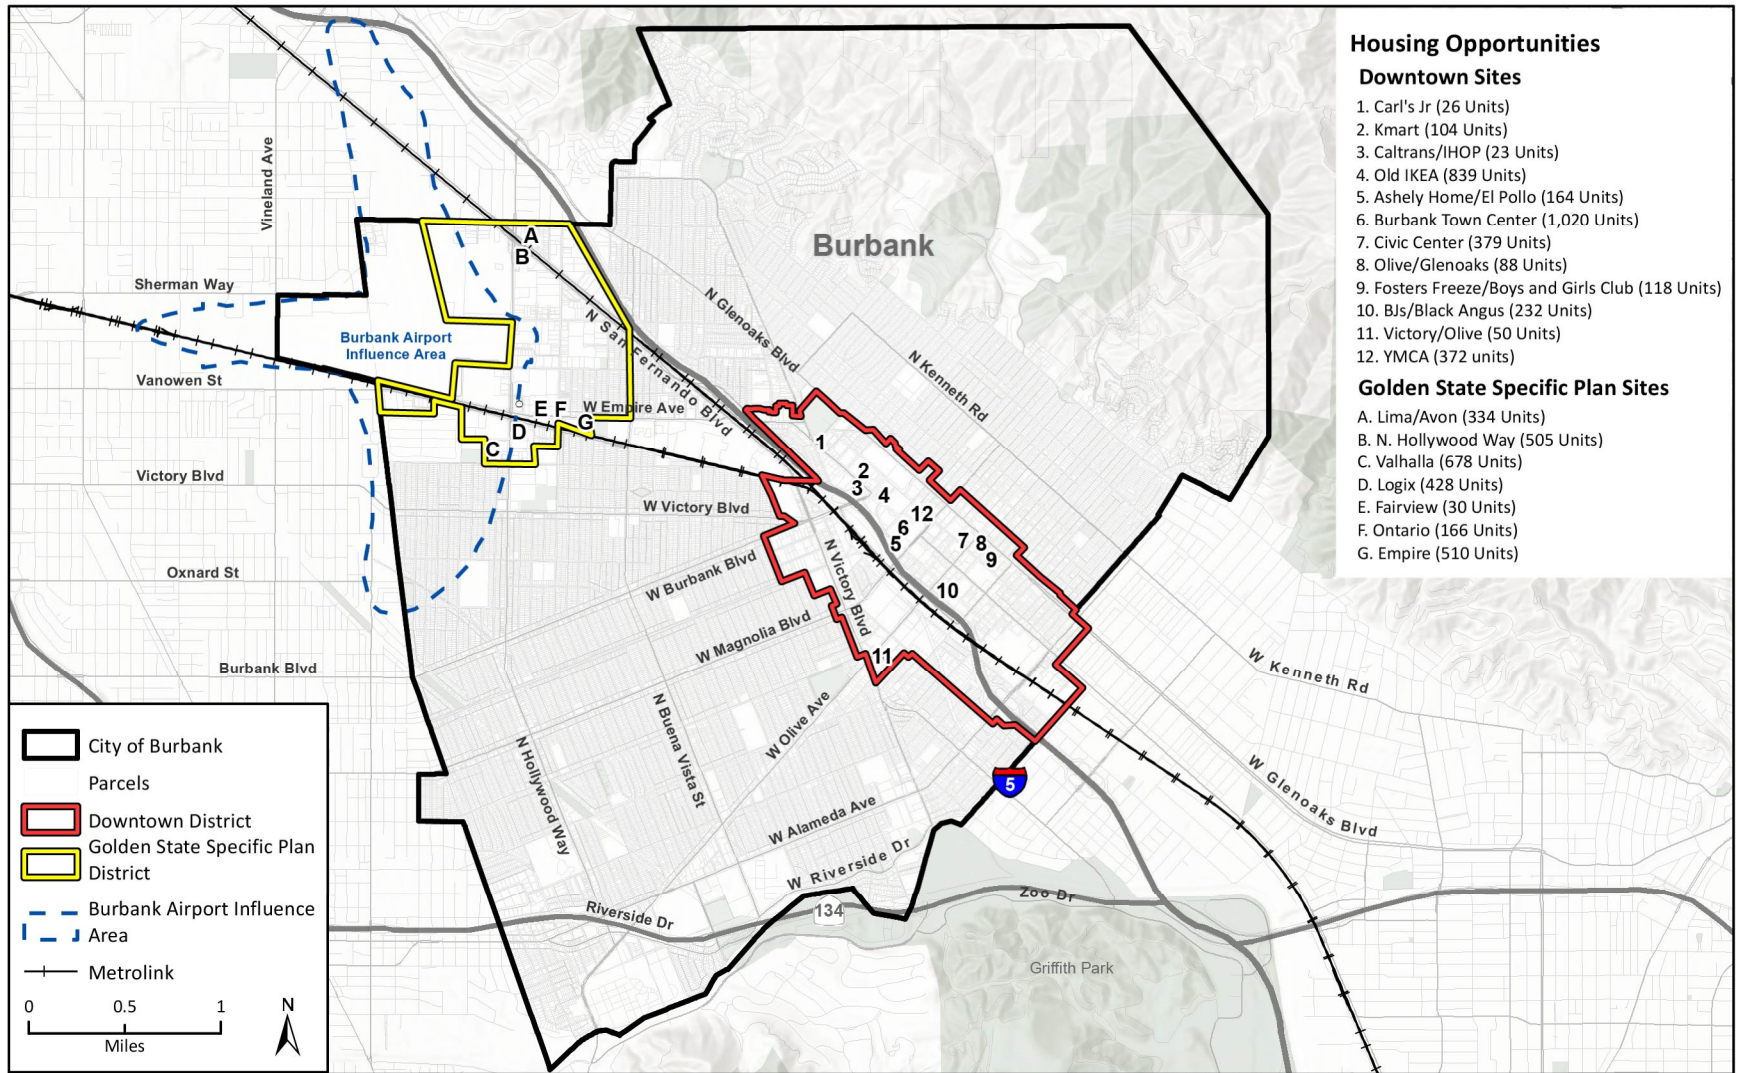 Housing Opportunities
Downtown Sites
1. Carl's Jr (26 Units)
2. Kmart (104 Units)
3. Caltrans/IHOP (23 Units)
4. Old IKEA (839 Units)
5. Ashely Home/El Pollo (164 Units)
6. Burbank Town Center (1,020 Units)
7. Civic Center (379 Units)
8. Olive/Glenoaks (88 Units)
9. Fosters Freeze/Boys and Girls Club (118 Units)
10. BJs/Black Angus (232 Units)
11. Victory/Olive (50 Units)
12. YMCA (372 units)
Golden State Specific Plan Sites
A. Lima/Avon (334 Units)
B. N. Hollywood Way (505 Units)
C. Valhalla (678 Units)
D. Logix (428 Units)
E. Fairview (30 Units)
F. Ontario (166 Units)
G. Empire (510 Units)
Vineland Ave
A
B
Burbank
Sherman Way
N Glenoaks Blvd
N San Fernando Blvd
Burbank Airport
Influence Area
N Kenneth Rd
Vanowen St
E F
W Empire Ave
G
D
C
1
2
3
4
12
6
5
7
8
9
10
11
Victory Blvd
W Victory Blvd
Oxnard St
W Burbank Blvd
N Victory Blvd
W Magnolia Blvd
Burbank Blvd
W Kenneth Rd
N Buena Vista St
W Olive Ave
N Hollywood Way
5
W Glenoaks Blvd
W Alameda Ave
W Riverside Dr
Zoo Dr
134
Riverside Dr
Griffith Park
City of Burbank
Parcels
Downtown District
Golden State Specific Plan
District
Burbank Airport Influence
Area
Metrolink
0 0.5 1
Miles
N